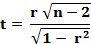 t = r √n − 2 / √1 − r²